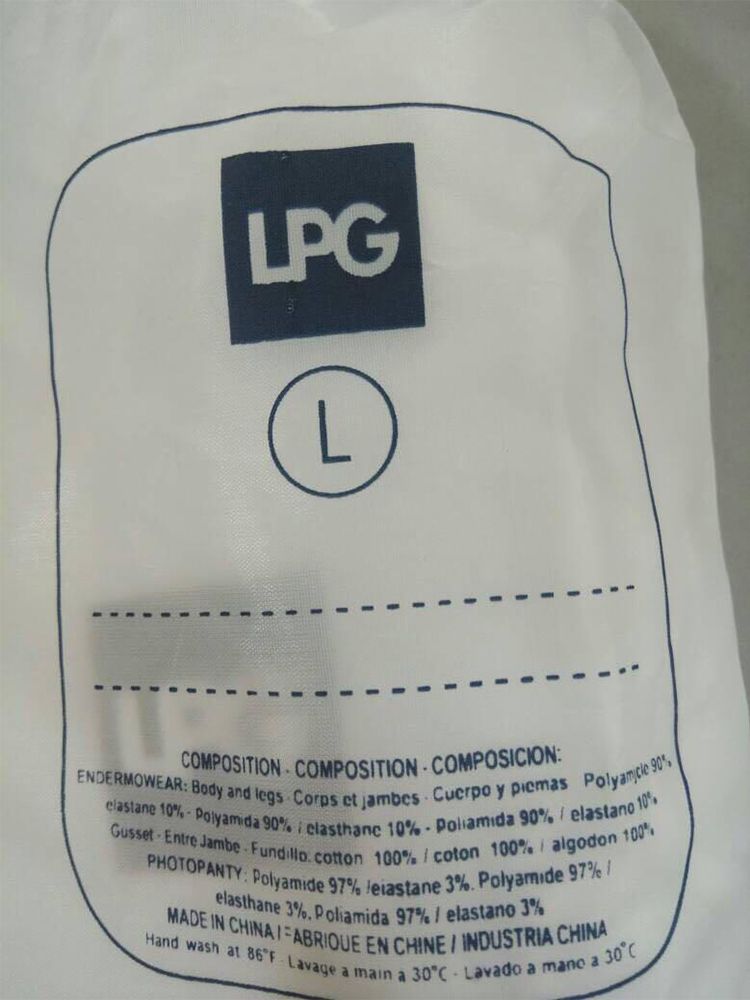 LPG
L
COMPOSITION - COMPOSITION - COMPOSICION:
ENDERMOWEAR: Body and legs - Corps et jambes - Cuerpo y piernas Polyamide 90%
elastane 10% - Polyamida 90% / elasthane 10% - Poliamida 90% / elastano 10%
Gusset - Entre Jambe - Fundillo. cotton 100% / coton 100% / algodon 100%
PHOTOPANTY: Polyamide 97% / elastane 3%. Polyamide 97% /
elasthane 3%. Poliamida 97% / elastano 3%
MADE IN CHINA / FABRIQUE EN CHINE / INDUSTRIA CHINA
Hand wash at 86°F - Lavage a main a 30°C - Lavado a mano a 30°C